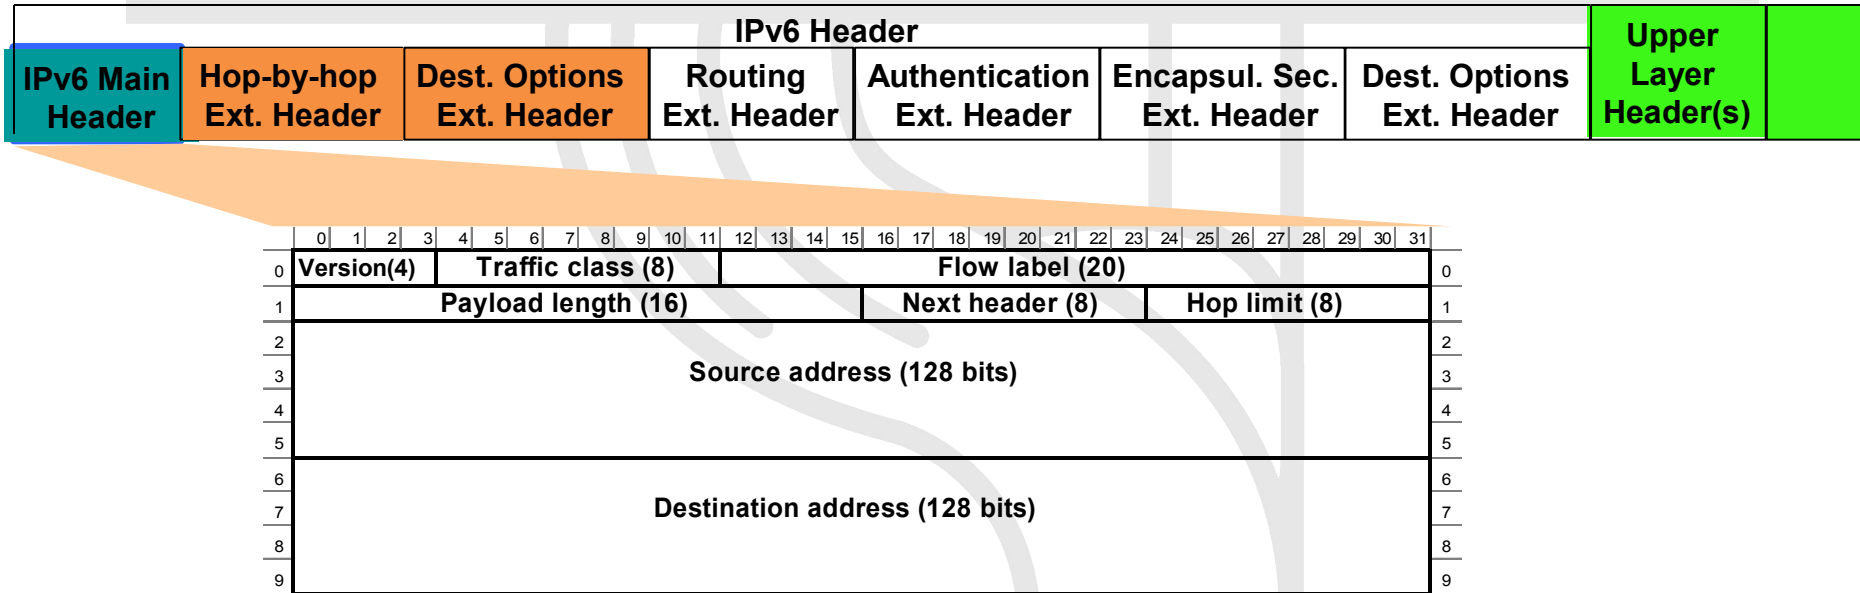 IPv6 Header
IPv6 Main Header
Hop-by-hop Ext. Header
Dest. Options Ext. Header
Routing Ext. Header
Authentication Ext. Header
Encapsul. Sec. Ext. Header
Dest. Options Ext. Header
Upper Layer Header(s)
0 1 2 3 4 5 6 7 8 9 10 11 12 13 14 15 16 17 18 19 20 21 22 23 24 25 26 27 28 29 30 31
0 Version(4) Traffic class (8) Flow label (20) 0
1 Payload length (16) Next header (8) Hop limit (8) 1
2 2
3 Source address (128 bits) 3
4 4
5 5
6 6
7 Destination address (128 bits) 7
8 8
9 9